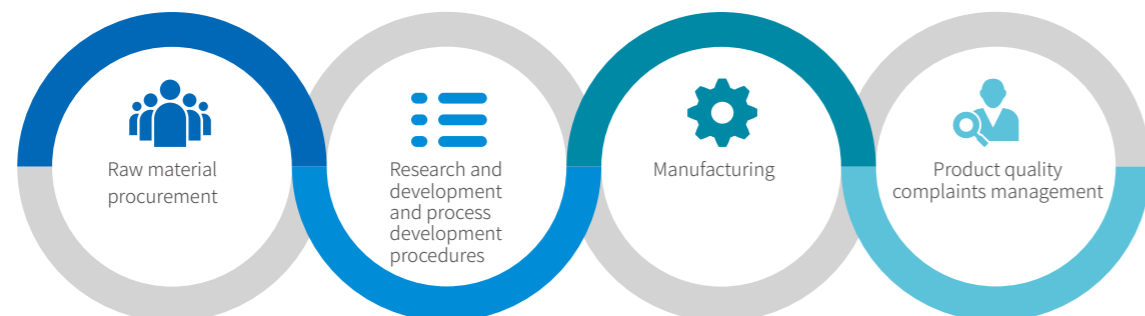 Raw material
procurement
Research and
development
and process
development
procedures
Manufacturing
Product quality
complaints management